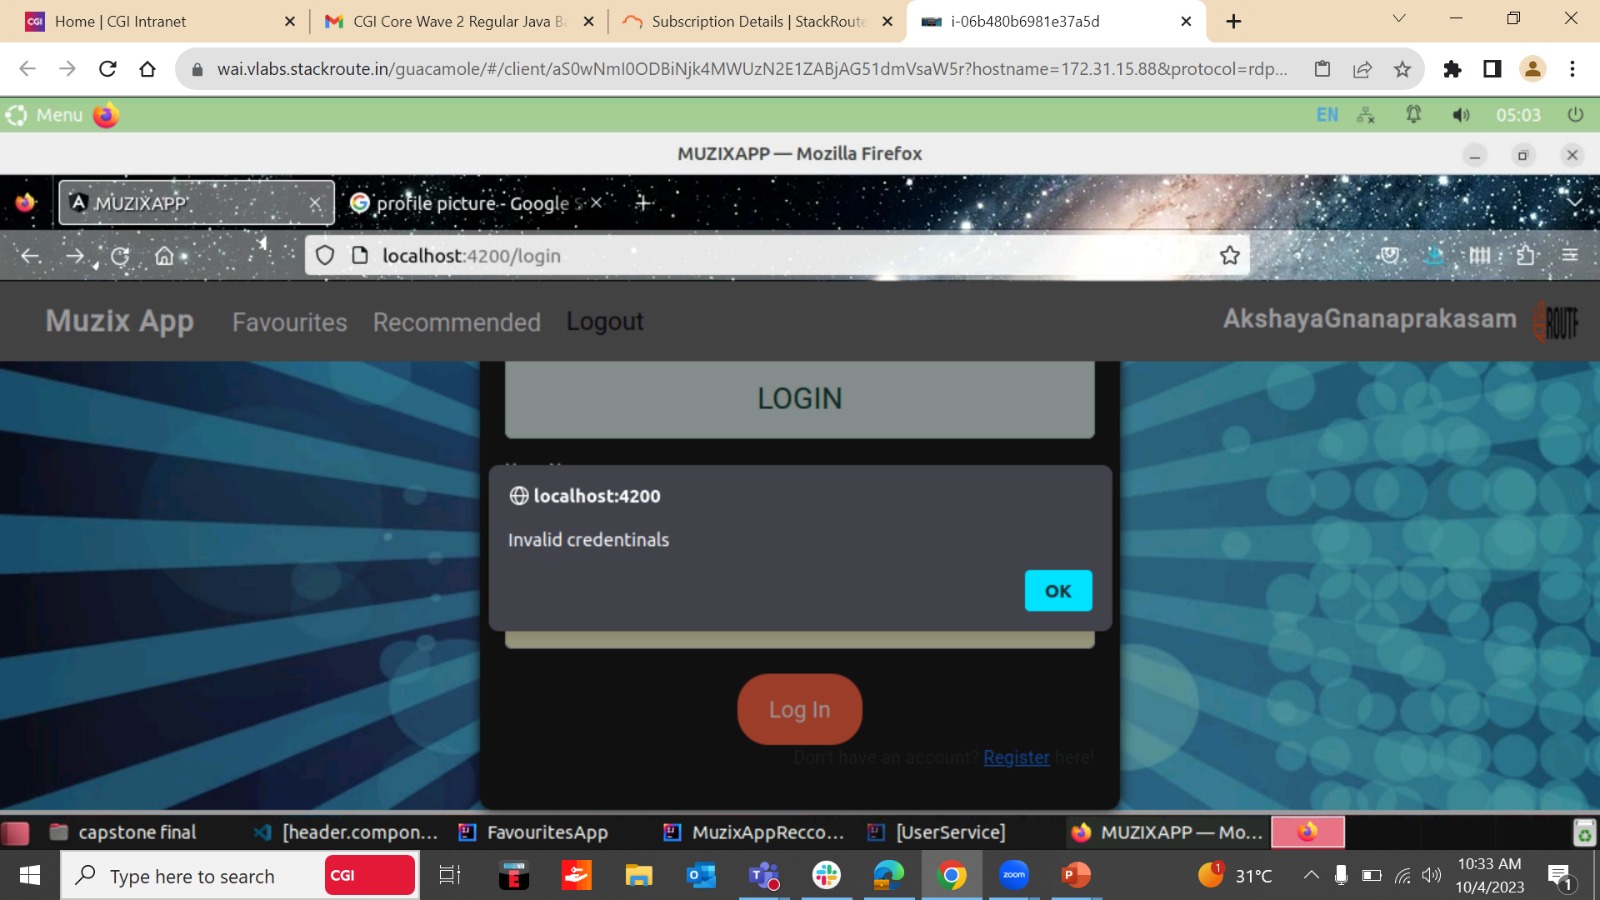 Home | CGI Intranet
CGI Core Wave 2 Regular Java Ba
Subscription Details | StackRoute
i-06b480b6981e37a5d
wai.vlabs.stackroute.in/guacamole/#/client/aS0wNmI0ODBiNjk4MWUzN2E1ZABjAG51dmVsaW5r?hostname=172.31.15.88&protocol=rdp...
Menu
EN
05:03
MUZIXAPP — Mozilla Firefox
MUZIXAPP
profile picture - Google S
localhost:4200/login
Muzix App
Favourites
Recommended
Logout
AkshayaGnanaprakasam
ROUTE
LOGIN
localhost:4200
Invalid credentinals
OK
Log In
Don't have an account? Register here!
capstone final
[header.compon...
FavouritesApp
MuzixAppRecco...
[UserService]
MUZIXAPP — Mo...
Type here to search
CGI
zoom
31°C
10:33 AM
10/4/2023
1